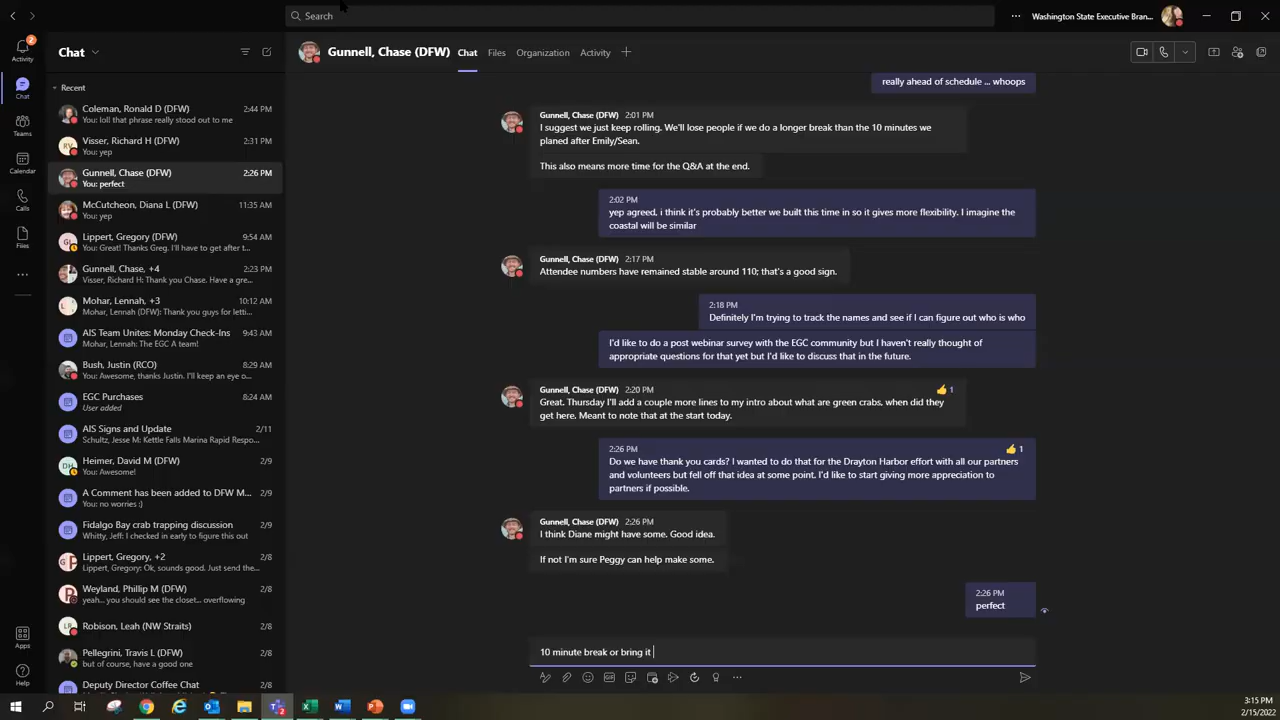 Search
Washington State Executive Bran...
2
Activity
Chat
Teams
Calendar
Calls
Files
Apps
Help
Chat
Recent
Coleman, Ronald D (DFW) 2:44 PM
You: loll that phrase really stood out to me
RV
Visser, Richard H (DFW) 2:31 PM
You: yep
Gunnell, Chase (DFW) 2:26 PM
You: perfect
McCutcheon, Diana L (DFW) 11:35 AM
You: yep
Lippert, Gregory (DFW) 9:54 AM
You: Great! Thanks Greg. I'll have to get after t...
Gunnell, Chase, +4 2:23 PM
Visser, Richard H: Thank you Chase. Have a gre...
Mohar, Lennah, +3 10:12 AM
Mohar, Lennah (DFW): Thank you guys for letti...
AIS Team Unites: Monday Check-Ins 9:43 AM
Mohar, Lennah: The EGC A team!
Bush, Justin (RCO) 8:29 AM
You: Awesome, thanks Justin. I'll keep an eye o...
EGC Purchases 8:24 AM
User added
AIS Signs and Update 2/11
Schultz, Jesse M: Kettle Falls Marina Rapid Respo...
DH
Heimer, David M (DFW) 2/9
You: Awesome!
A Comment has been added to DFW M... 2/9
You: no worries :)
Fidalgo Bay crab trapping discussion 2/9
Whitty, Jeff: I checked in early to figure this out
Lippert, Gregory, +2 2/8
Lippert, Gregory: Ok, sounds good. Just send the...
Weyland, Phillip M (DFW) 2/8
yeah... you should see the closet... overflowing
Robison, Leah (NW Straits) 2/8
Pellegrini, Travis L (DFW) 2/8
but of course, have a good one
Deputy Director Coffee Chat 2/8
Gunnell, Chase (DFW) Chat Files Organization Activity
really ahead of schedule ... whoops
Gunnell, Chase (DFW) 2:01 PM
I suggest we just keep rolling. We'll lose people if we do a longer break than the 10 minutes we
planed after Emily/Sean.
This also means more time for the Q&A at the end.
2:02 PM
yep agreed, i think it's probably better we built this time in so it gives more flexibility. I imagine the
coastal will be similar
Gunnell, Chase (DFW) 2:17 PM
Attendee numbers have remained stable around 110; that's a good sign.
2:18 PM
Definitely I'm trying to track the names and see if I can figure out who is who
I'd like to do a post webinar survey with the EGC community but I haven't really thought of
appropriate questions for that yet but I'd like to discuss that in the future.
Gunnell, Chase (DFW) 2:20 PM 1
Great. Thursday I'll add a couple more lines to my intro about what are green crabs, when did they
get here. Meant to note that at the start today.
2:26 PM 1
Do we have thank you cards? I wanted to do that for the Drayton Harbor effort with all our partners
and volunteers but fell off that idea at some point. I'd like to start giving more appreciation to
partners if possible.
Gunnell, Chase (DFW) 2:26 PM
I think Diane might have some. Good idea.
If not I'm sure Peggy can help make some.
2:26 PM
perfect
10 minute break or bring it
GIF
3:15 PM
2/15/2022